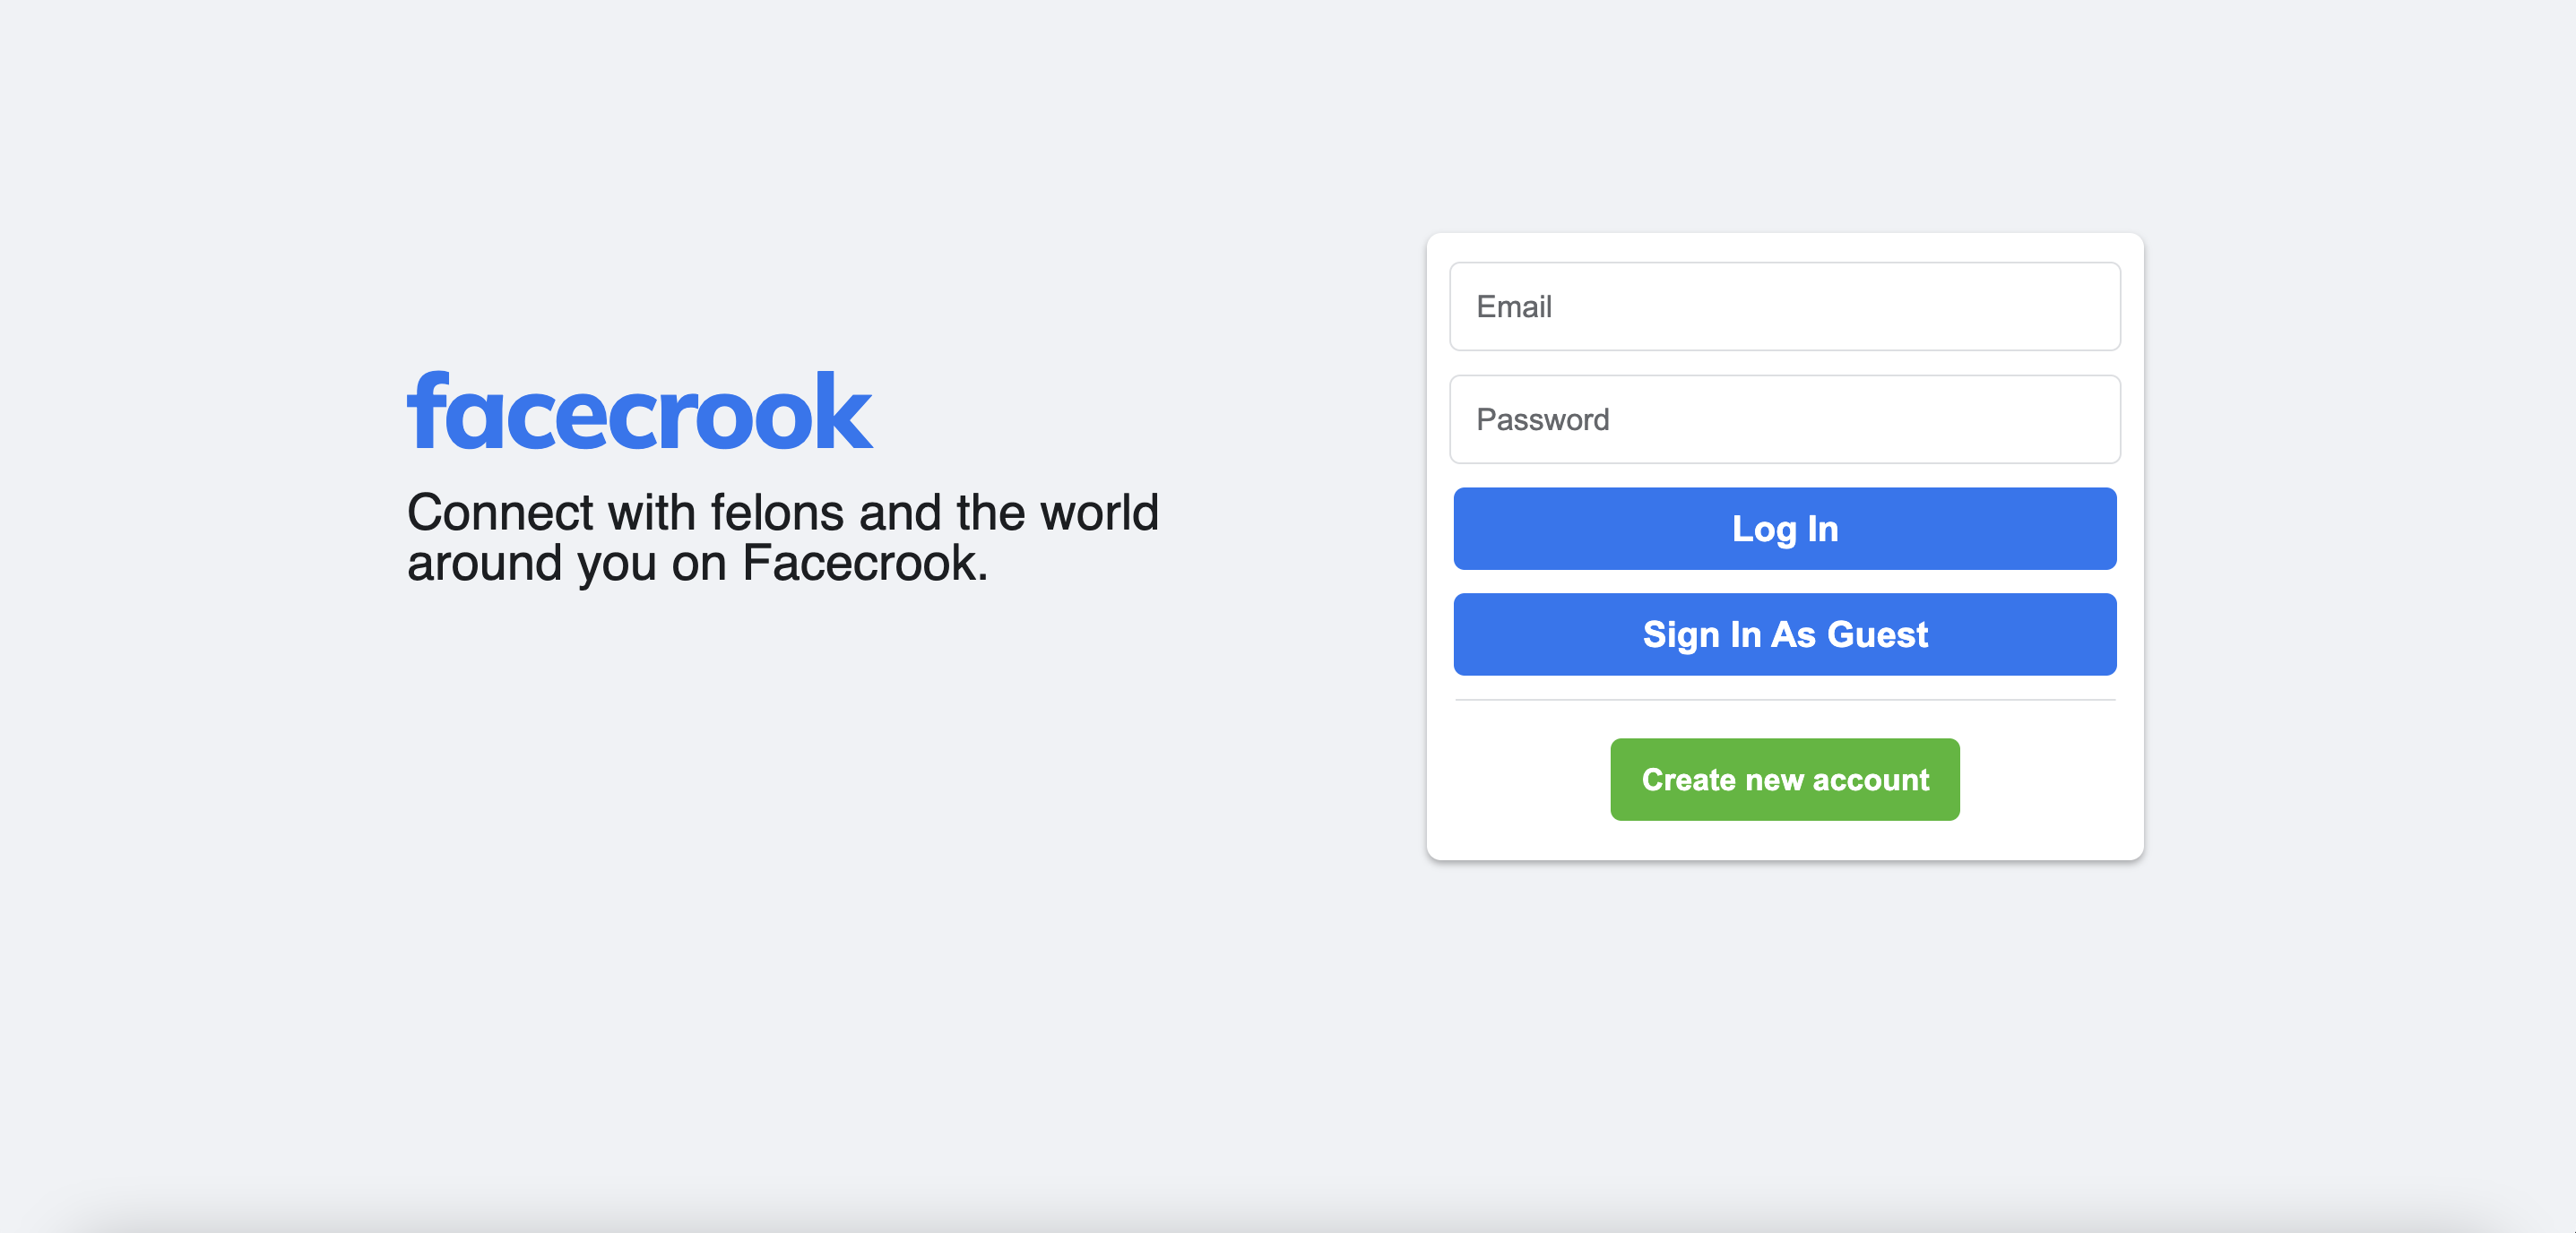 facecrook
Connect with felons and the world
around you on Facecrook.
Email
Password
Log In
Sign In As Guest
Create new account